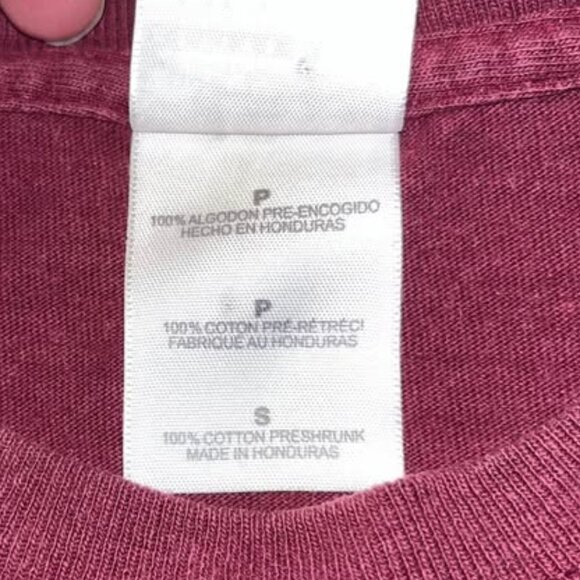 P
100% ALGODON PRE-ENCOGIDO
HECHO EN HONDURAS
P
100% COTON PRÉ-RÉTRÉCI
FABRIQUE AU HONDURAS
S
100% COTTON PRESHRUNK
MADE IN HONDURAS